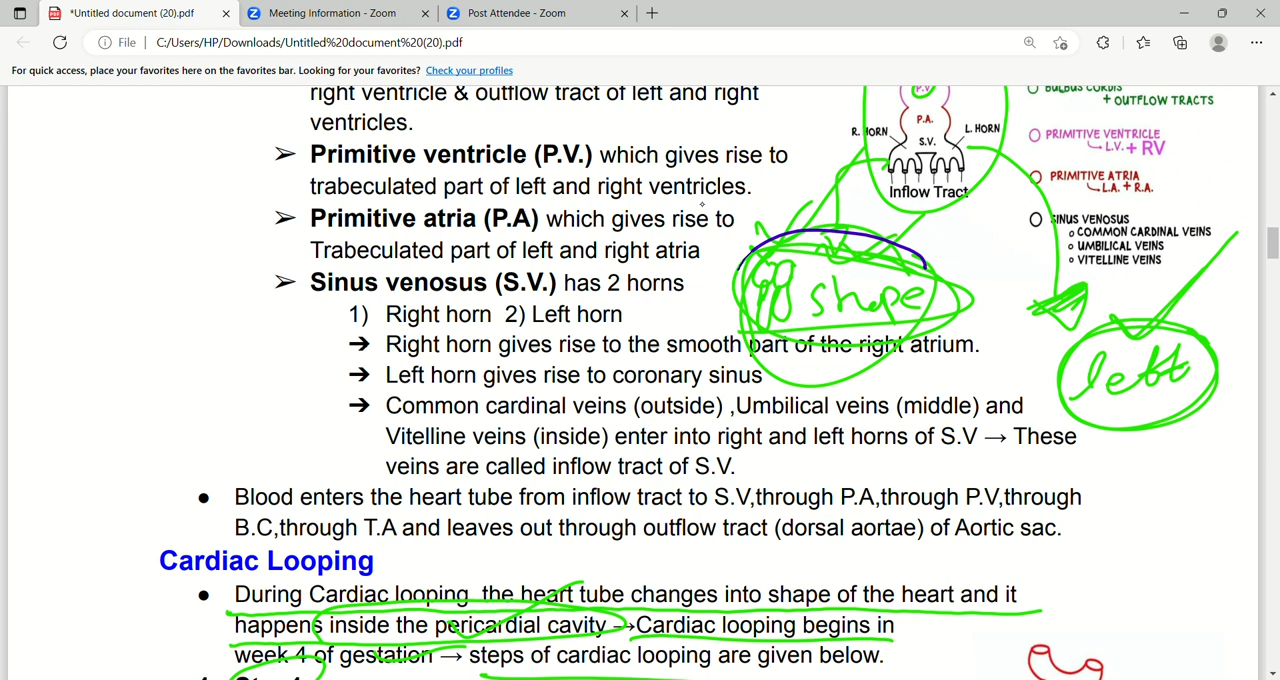 *Untitled document (20).pdf
Meeting Information - Zoom
Post Attendee - Zoom
File
C:/Users/HP/Downloads/Untitled%20document%20(20).pdf
For quick access, place your favorites here on the favorites bar. Looking for your favorites? Check your profiles
right ventricle & outflow tract of left and right
ventricles.
➢ Primitive ventricle (P.V.) which gives rise to
trabeculated part of left and right ventricles.
➢ Primitive atria (P.A) which gives rise to
Trabeculated part of left and right atria
➢ Sinus venosus (S.V.) has 2 horns
1) Right horn 2) Left horn
➔ Right horn gives rise to the smooth part of the right atrium.
➔ Left horn gives rise to coronary sinus
➔ Common cardinal veins (outside) ,Umbilical veins (middle) and
Vitelline veins (inside) enter into right and left horns of S.V → These
veins are called inflow tract of S.V.
● Blood enters the heart tube from inflow tract to S.V,through P.A,through P.V,through
B.C,through T.A and leaves out through outflow tract (dorsal aortae) of Aortic sac.
Cardiac Looping
● During Cardiac looping the heart tube changes into shape of the heart and it
happens inside the pericardial cavity →Cardiac looping begins in
week 4 of gestation → steps of cardiac looping are given below.
P.V.
P.A.
R. HORN
S.V.
L. HORN
Inflow Tract
BULBUS CORDIS
+ OUTFLOW TRACTS
PRIMITIVE VENTRICLE
L.V. + RV
PRIMITIVE ATRIA
L.A. + R.A.
SINUS VENOSUS
COMMON CARDINAL VEINS
UMBILICAL VEINS
VITELLINE VEINS
shape
left